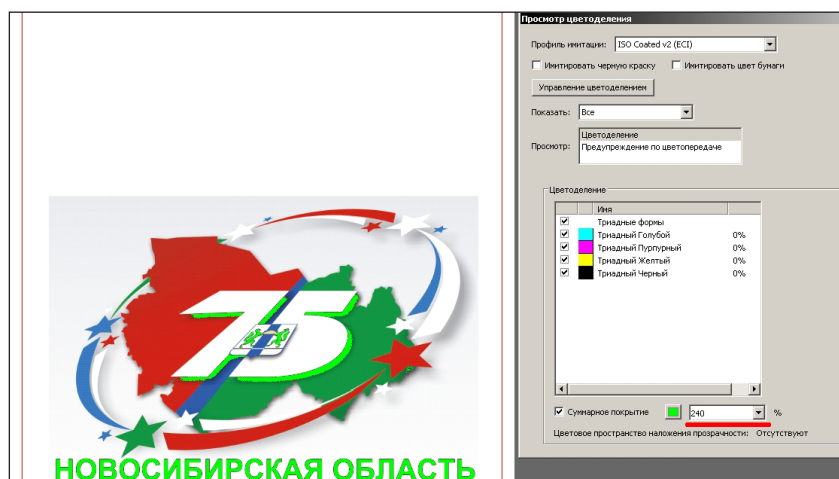 Просмотр цветоделения
Профиль имитации: ISO Coated v2 (ECI)
Имитировать черную краску Имитировать цвет бумаги
Управление цветоделением
Показать: Все
Просмотр: Цветоделение
Предупреждение по цветопередаче
Цветоделение
Имя
Триадные формы
Триадный Голубой 0%
Триадный Пурпурный 0%
Триадный Желтый 0%
Триадный Черный 0%
Суммарное покрытие 240 %
Цветовое пространство наложения прозрачности: Отсутствуют
75
НОВОСИБИРСКАЯ ОБЛАСТЬ